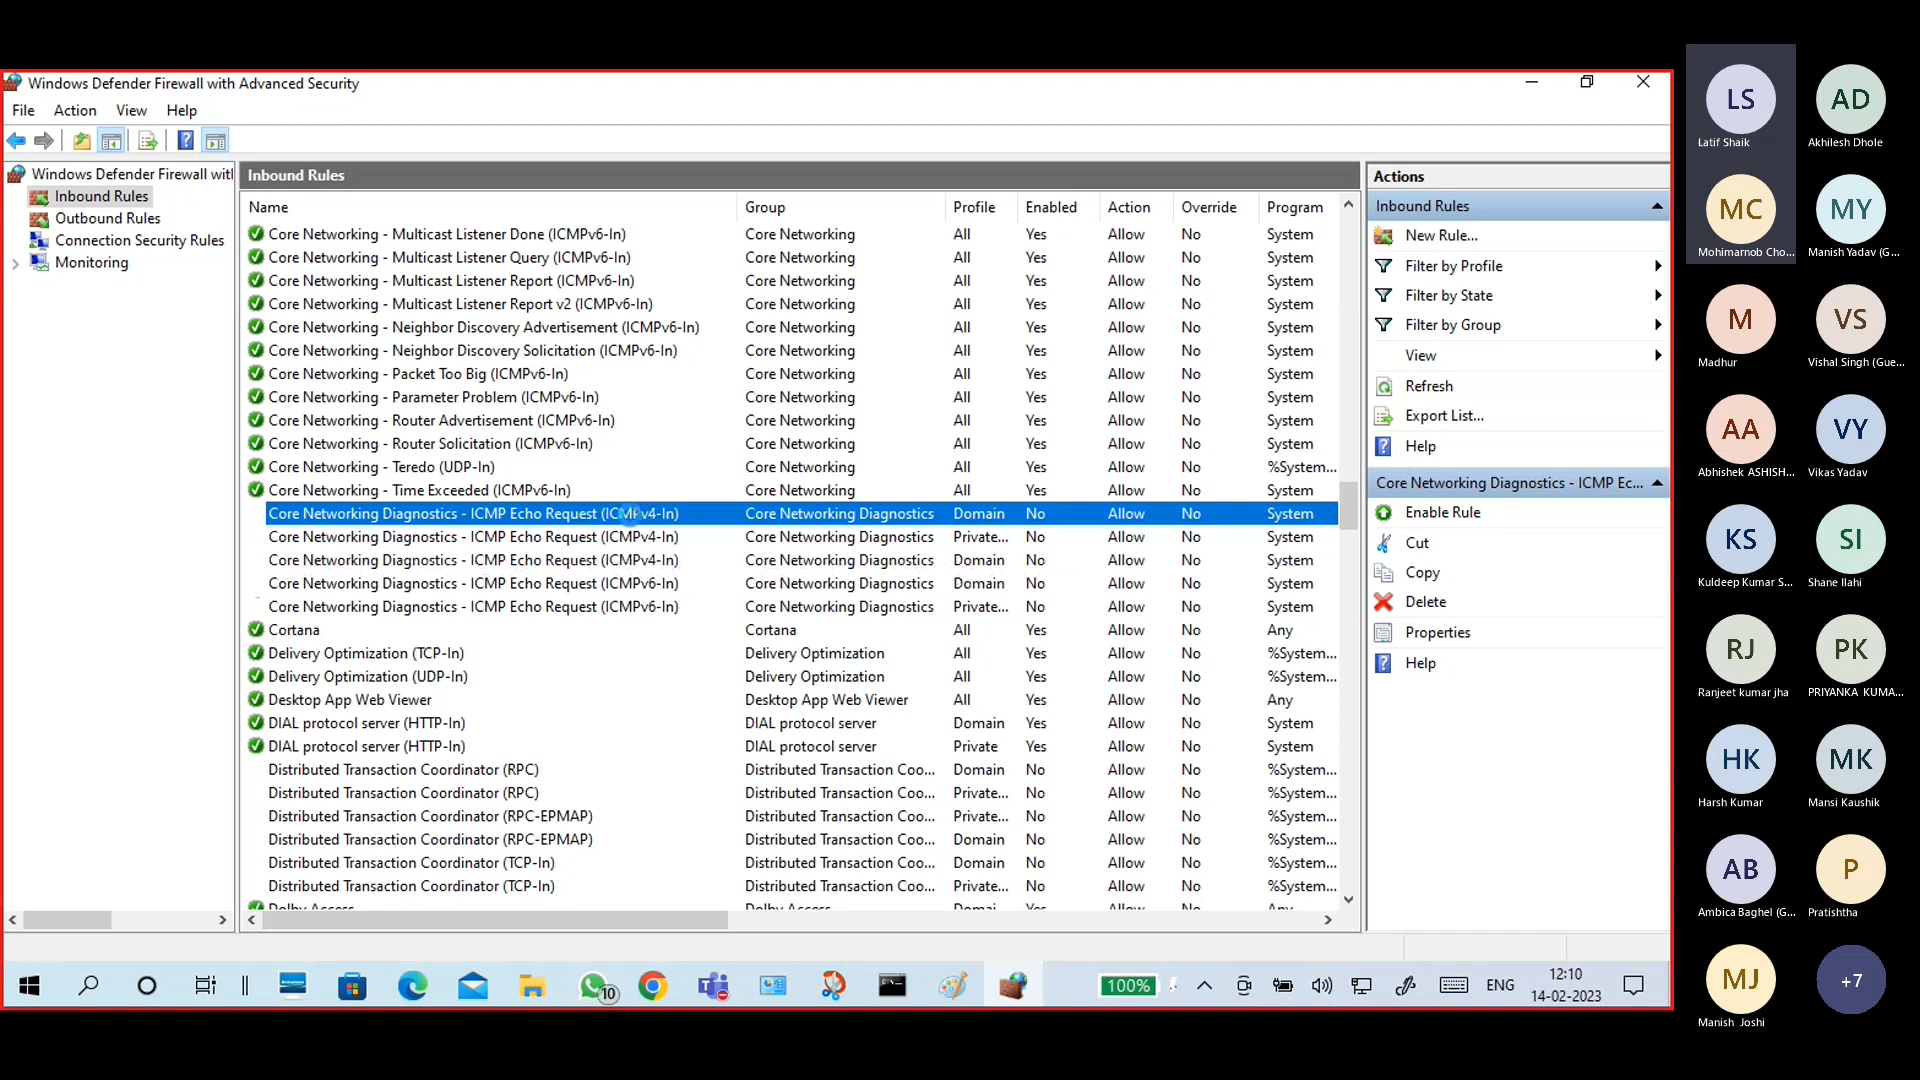 Windows Defender Firewall with Advanced Security
File Action View Help
Windows Defender Firewall witl
Inbound Rules
Outbound Rules
Connection Security Rules
Monitoring
Inbound Rules
Name Group Profile Enabled Action Override Program
Core Networking - Multicast Listener Done (ICMPv6-In) Core Networking All Yes Allow No System
Core Networking - Multicast Listener Query (ICMPv6-In) Core Networking All Yes Allow No System
Core Networking - Multicast Listener Report (ICMPv6-In) Core Networking All Yes Allow No System
Core Networking - Multicast Listener Report v2 (ICMPv6-In) Core Networking All Yes Allow No System
Core Networking - Neighbor Discovery Advertisement (ICMPv6-In) Core Networking All Yes Allow No System
Core Networking - Neighbor Discovery Solicitation (ICMPv6-In) Core Networking All Yes Allow No System
Core Networking - Packet Too Big (ICMPv6-In) Core Networking All Yes Allow No System
Core Networking - Parameter Problem (ICMPv6-In) Core Networking All Yes Allow No System
Core Networking - Router Advertisement (ICMPv6-In) Core Networking All Yes Allow No System
Core Networking - Router Solicitation (ICMPv6-In) Core Networking All Yes Allow No System
Core Networking - Teredo (UDP-In) Core Networking All Yes Allow No %System...
Core Networking - Time Exceeded (ICMPv6-In) Core Networking All Yes Allow No System
Core Networking Diagnostics - ICMP Echo Request (ICMPv4-In) Core Networking Diagnostics Domain No Allow No System
Core Networking Diagnostics - ICMP Echo Request (ICMPv4-In) Core Networking Diagnostics Private... No Allow No System
Core Networking Diagnostics - ICMP Echo Request (ICMPv4-In) Core Networking Diagnostics Domain No Allow No System
Core Networking Diagnostics - ICMP Echo Request (ICMPv6-In) Core Networking Diagnostics Domain No Allow No System
Core Networking Diagnostics - ICMP Echo Request (ICMPv6-In) Core Networking Diagnostics Private... No Allow No System
Cortana Cortana All Yes Allow No Any
Delivery Optimization (TCP-In) Delivery Optimization All Yes Allow No %System...
Delivery Optimization (UDP-In) Delivery Optimization All Yes Allow No %System...
Desktop App Web Viewer Desktop App Web Viewer All Yes Allow No Any
DIAL protocol server (HTTP-In) DIAL protocol server Domain Yes Allow No System
DIAL protocol server (HTTP-In) DIAL protocol server Private Yes Allow No System
Distributed Transaction Coordinator (RPC) Distributed Transaction Coo... Domain No Allow No %System...
Distributed Transaction Coordinator (RPC) Distributed Transaction Coo... Private... No Allow No %System...
Distributed Transaction Coordinator (RPC-EPMAP) Distributed Transaction Coo... Private... No Allow No %System...
Distributed Transaction Coordinator (RPC-EPMAP) Distributed Transaction Coo... Domain No Allow No %System...
Distributed Transaction Coordinator (TCP-In) Distributed Transaction Coo... Domain No Allow No %System...
Distributed Transaction Coordinator (TCP-In) Distributed Transaction Coo... Private... No Allow No %System...
Dolby Access Dolby Access Domai... Yes Allow No Any
Actions
Inbound Rules
New Rule...
Filter by Profile
Filter by State
Filter by Group
View
Refresh
Export List...
Help
Core Networking Diagnostics - ICMP Ec...
Enable Rule
Cut
Copy
Delete
Properties
Help
10
100%
ENG
12:10
14-02-2023
LS AD
Latif Shaik Akhilesh Dhole
MC MY
Mohimarnob Cho... Manish Yadav (G...
M VS
Madhur Vishal Singh (Gue...
AA VY
Abhishek ASHISH... Vikas Yadav
KS SI
Kuldeep Kumar S... Shane Ilahi
RJ PK
Ranjeet kumar jha PRIYANKA KUMA...
HK MK
Harsh Kumar Mansi Kaushik
AB P
Ambica Baghel (G... Pratishtha
MJ +7
Manish Joshi